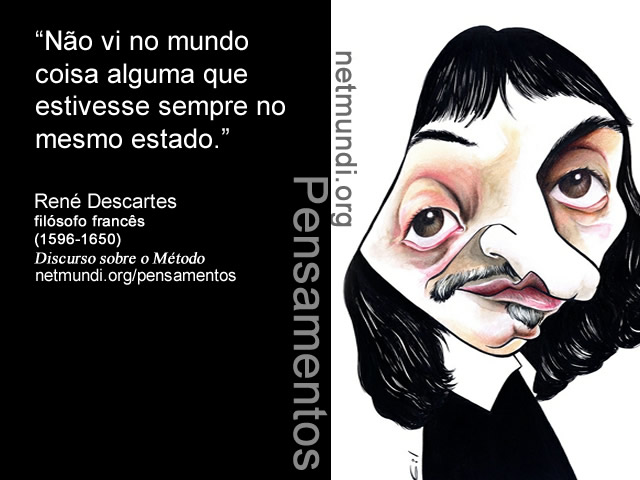 “Não vi no mundo
coisa alguma que
estivesse sempre no
mesmo estado.”
René Descartes
filósofo francês
(1596-1650)
Discurso sobre o Método
netmundi.org/pensamentos
Pensamentos
netmundi.org